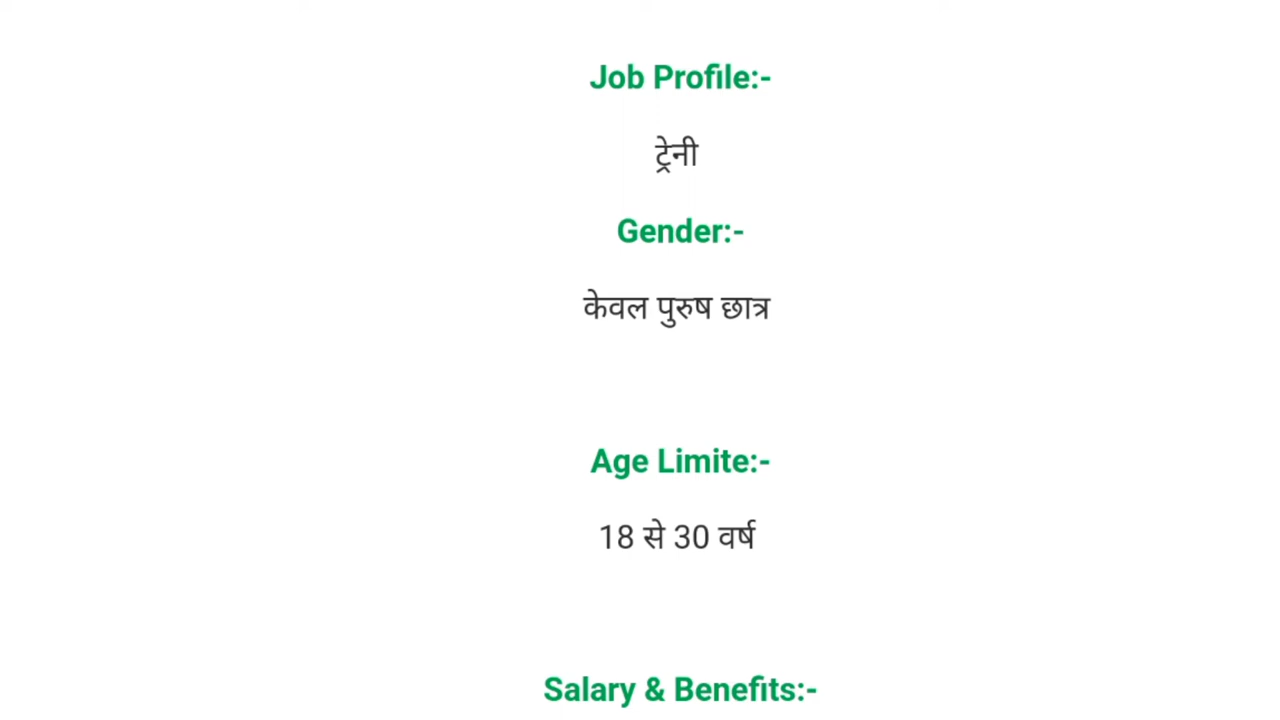 Job Profile:-
ट्रेनी
Gender:-
केवल पुरुष छात्र
Age Limite:-
18 से 30 वर्ष
Salary & Benefits:-